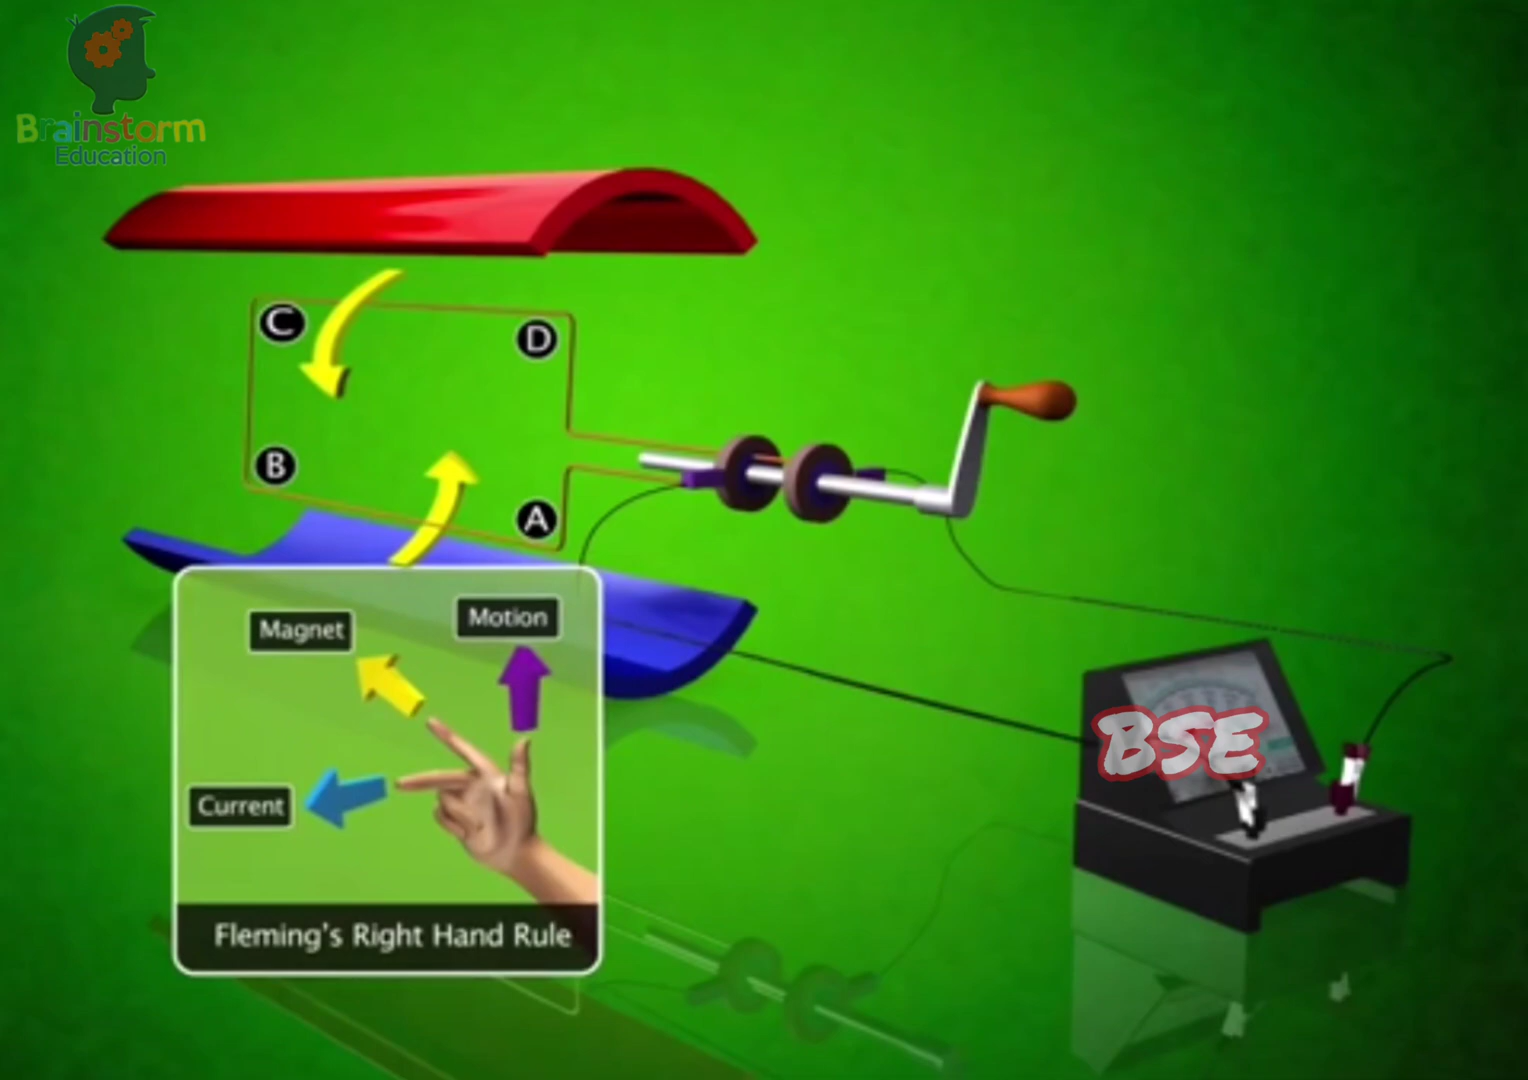 Brainstorm
Education
C
D
B
A
Magnet
Motion
Current
Fleming's Right Hand Rule
BSE